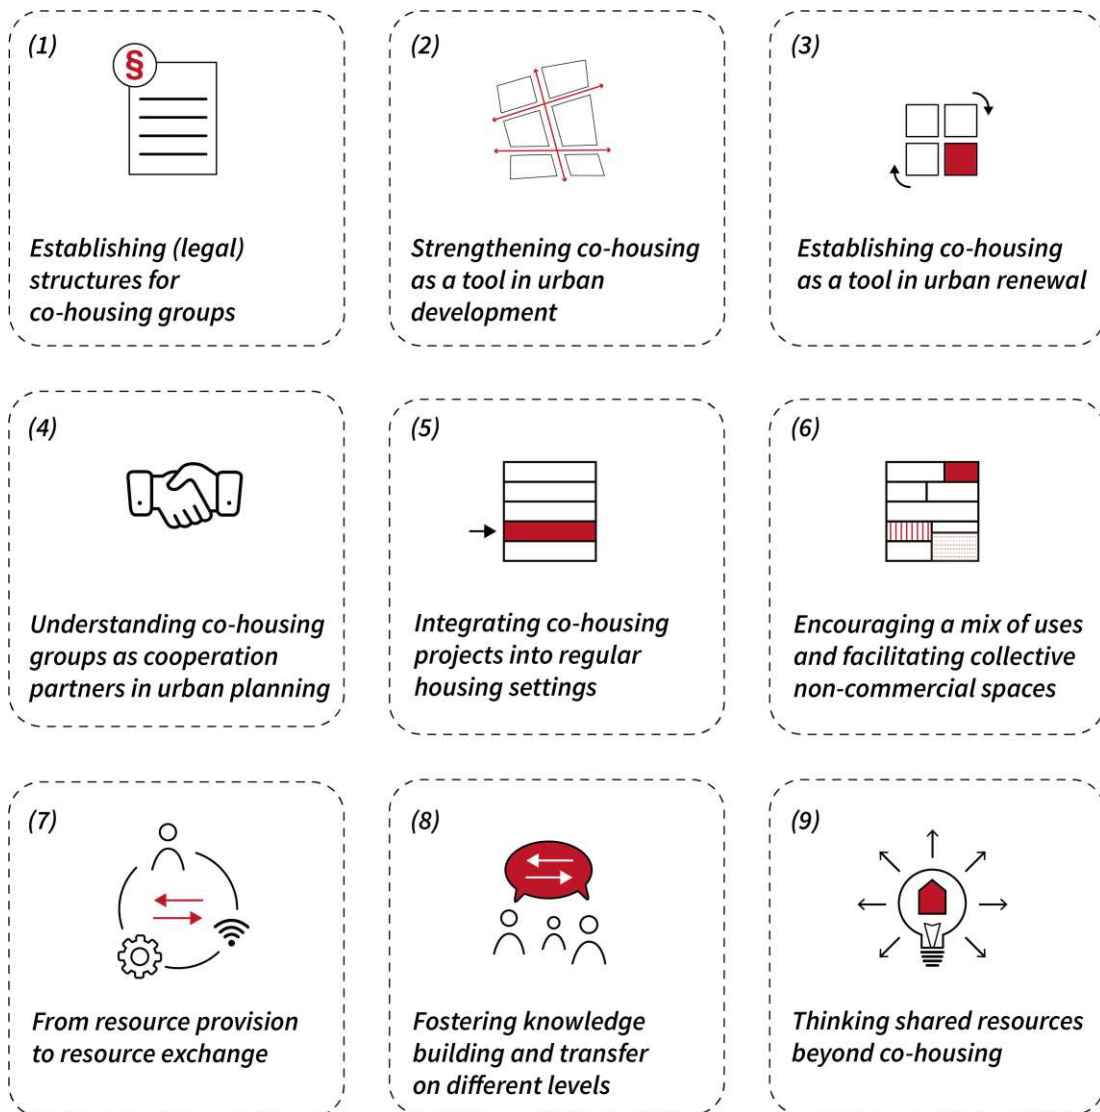 (1)
§
Establishing (legal)
structures for
co-housing groups
(2)
Strengthening co-housing
as a tool in urban
development
(3)
Establishing co-housing
as a tool in urban renewal
(4)
Understanding co-housing
groups as cooperation
partners in urban planning
(5)
Integrating co-housing
projects into regular
housing settings
(6)
Encouraging a mix of uses
and facilitating collective
non-commercial spaces
(7)
From resource provision
to resource exchange
(8)
Fostering knowledge
building and transfer
on different levels
(9)
Thinking shared resources
beyond co-housing